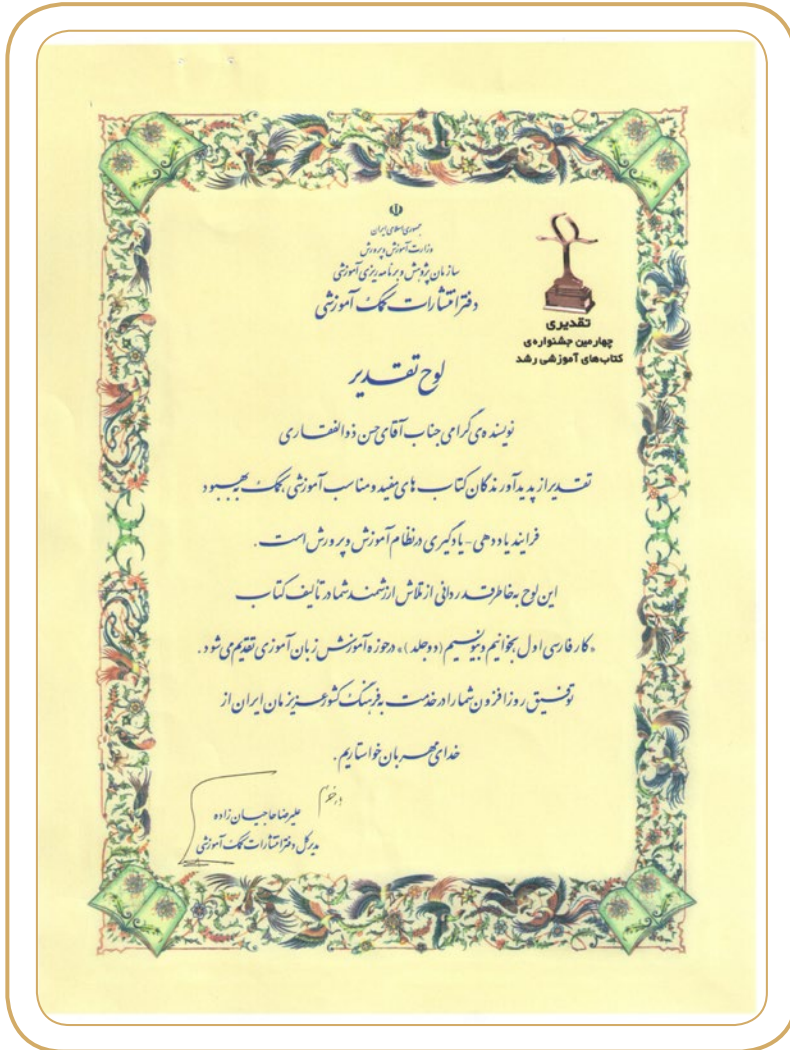 جمهوری اسلامی ایران
وزارت آموزش و پرورش
سازمان پژوهش و برنامه ریزی آموزشی
دفتر انتشارات کمک آموزشی
تقدیری
چهارمین جشنواره‌ی
کتاب‌های آموزشی رشد
لوح تقدیر
نویسنده‌ی گرامی جناب آقای حسن ذوالفقاری
تقدیر از پدیدآورندگان کتاب های مفید و مناسب آموزشی، کمک به بهبود
فرایند یاددهی - یادگیری در نظام آموزش و پرورش است.
این لوح به خاطر قدردانی از تلاش ارزشمند شما در تألیف کتاب
«کار فارسی اول بخوانیم و بنویسیم (دو جلد)» در حوزه آموزش زبان آموزی تقدیم می شود.
توفیق روزافزون شما را در خدمت به فرهنگ کشور عزیزمان ایران از
خدای مهربان خواستاریم.
علیرضا حاجیان زاده
مدیر کل دفتر انتشارات کمک آموزشی